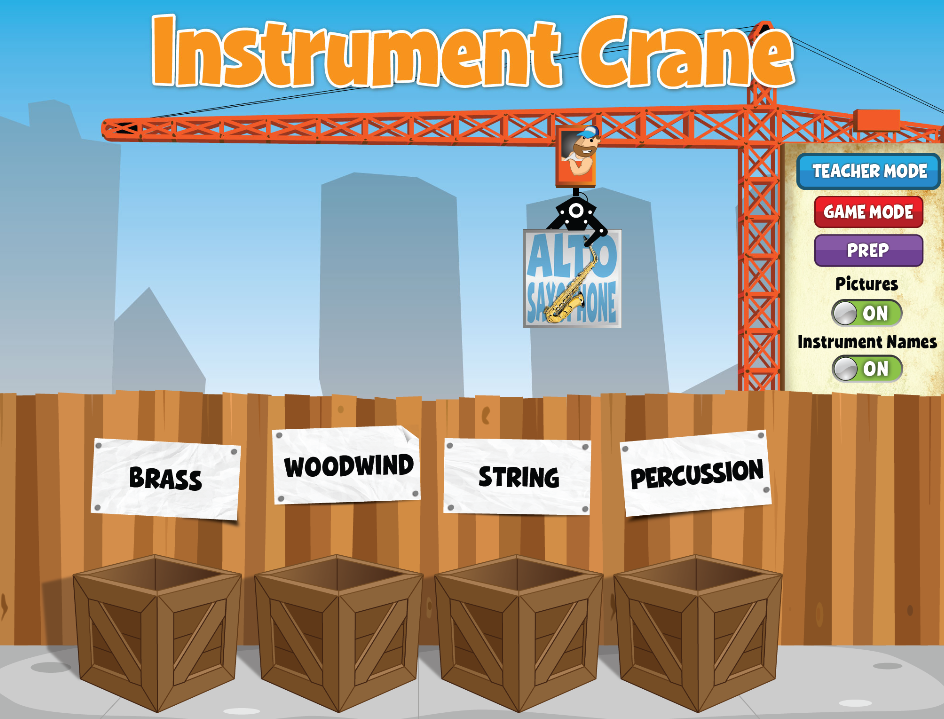 Instrument Crane
TEACHER MODE
GAME MODE
PREP
Pictures
ON
Instrument Names
ON
ALTO
SAXOPHONE
BRASS
WOODWIND
STRING
PERCUSSION